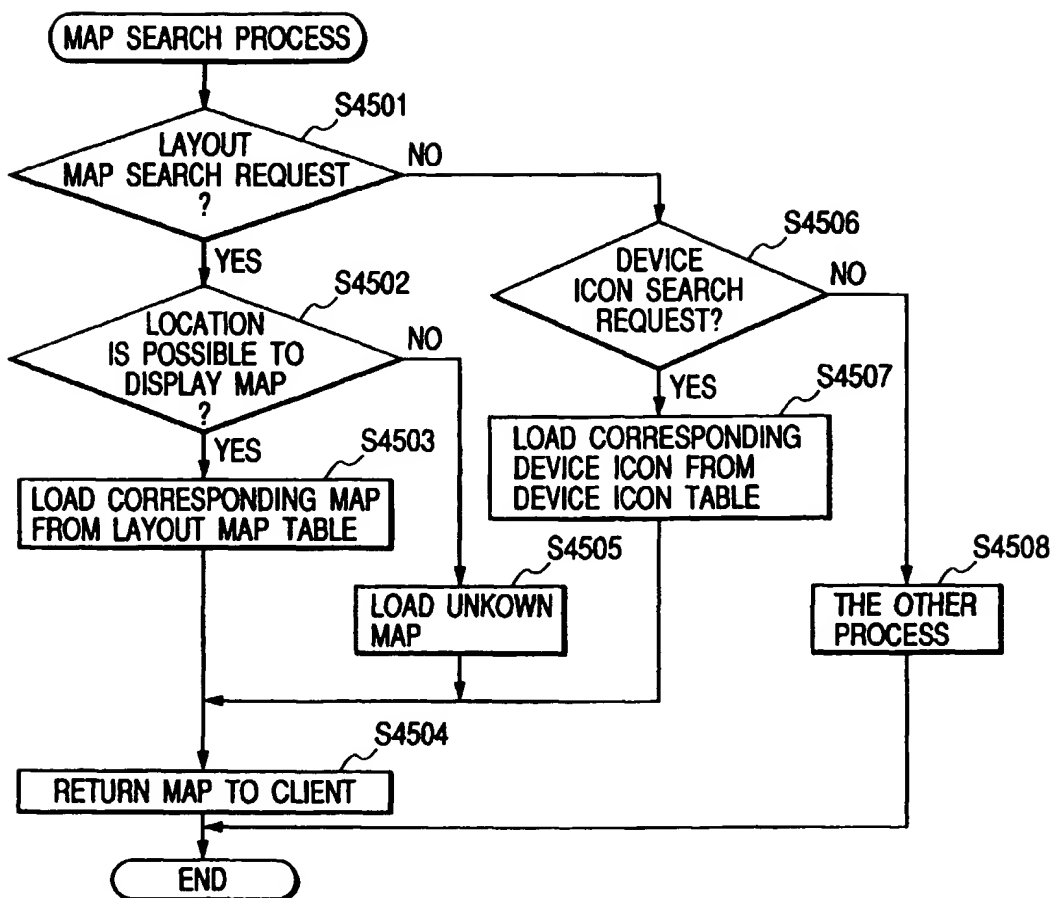 MAP SEARCH PROCESS
S4501
LAYOUT
MAP SEARCH REQUEST
?
NO
YES
S4506
DEVICE
ICON SEARCH
REQUEST?
NO
YES
S4502
LOCATION
IS POSSIBLE TO
DISPLAY MAP
?
NO
YES
S4507
LOAD CORRESPONDING
DEVICE ICON FROM
DEVICE ICON TABLE
S4503
LOAD CORRESPONDING MAP
FROM LAYOUT MAP TABLE
S4505
LOAD UNKOWN
MAP
S4508
THE OTHER
PROCESS
S4504
RETURN MAP TO CLIENT
END